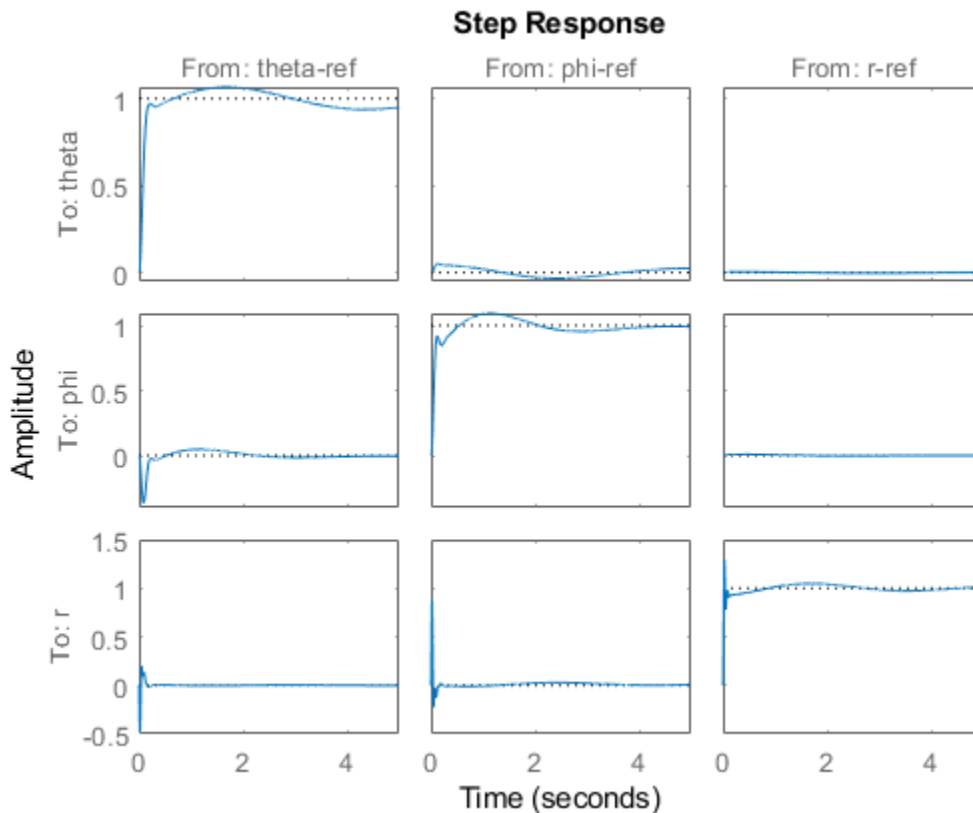 Step Response
From: theta-ref
From: phi-ref
From: r-ref
Amplitude
To: theta
1
0.5
0
To: phi
1
0.5
0
To: r
1.5
1
0.5
0
-0.5
0 2 4
0 2 4
0 2 4
Time (seconds)